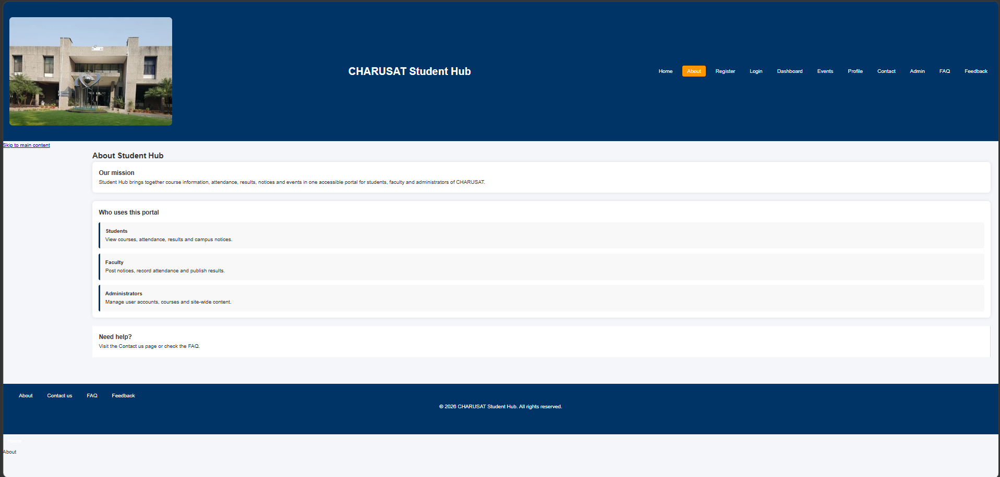 CHARUSAT Student Hub
Home About Register Login Dashboard Events Profile Contact Admin FAQ Feedback
Skip to main content
About Student Hub
Our mission
Student Hub brings together course information, attendance, results, notices and events in one accessible portal for students, faculty and administrators of CHARUSAT.
Who uses this portal
Students
View courses, attendance, results and campus notices.
Faculty
Post notices, record attendance and publish results.
Administrators
Manage user accounts, courses and site-wide content.
Need help?
Visit the Contact us page or check the FAQ.
About Contact us FAQ Feedback
© 2026 CHARUSAT Student Hub. All rights reserved.
About